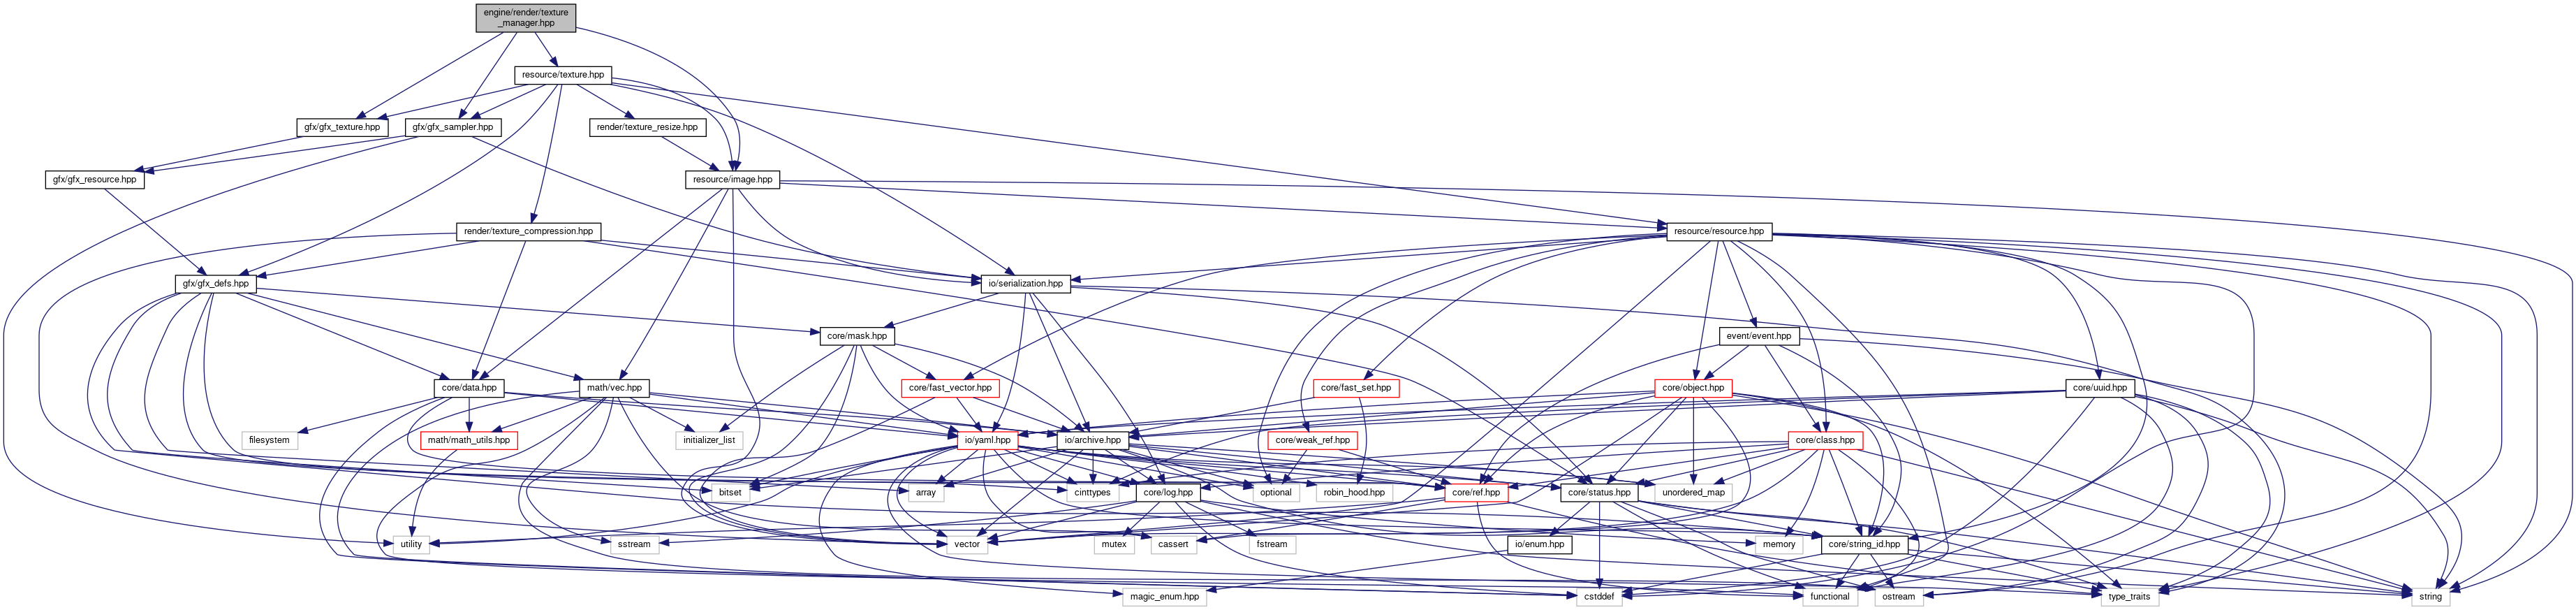 engine/render/texture
_manager.hpp
resource/texture.hpp
gfx/gfx_texture.hpp
gfx/gfx_sampler.hpp
render/texture_resize.hpp
gfx/gfx_resource.hpp
resource/image.hpp
render/texture_compression.hpp
resource/resource.hpp
gfx/gfx_defs.hpp
io/serialization.hpp
core/mask.hpp
event/event.hpp
core/data.hpp
math/vec.hpp
core/fast_vector.hpp
core/fast_set.hpp
core/object.hpp
core/uuid.hpp
filesystem
math/math_utils.hpp
initializer_list
io/yaml.hpp
io/archive.hpp
core/weak_ref.hpp
core/class.hpp
bitset
array
cinttypes
core/log.hpp
optional
robin_hood.hpp
core/ref.hpp
core/status.hpp
unordered_map
utility
sstream
vector
mutex
cassert
fstream
io/enum.hpp
memory
core/string_id.hpp
magic_enum.hpp
cstddef
functional
ostream
type_traits
string